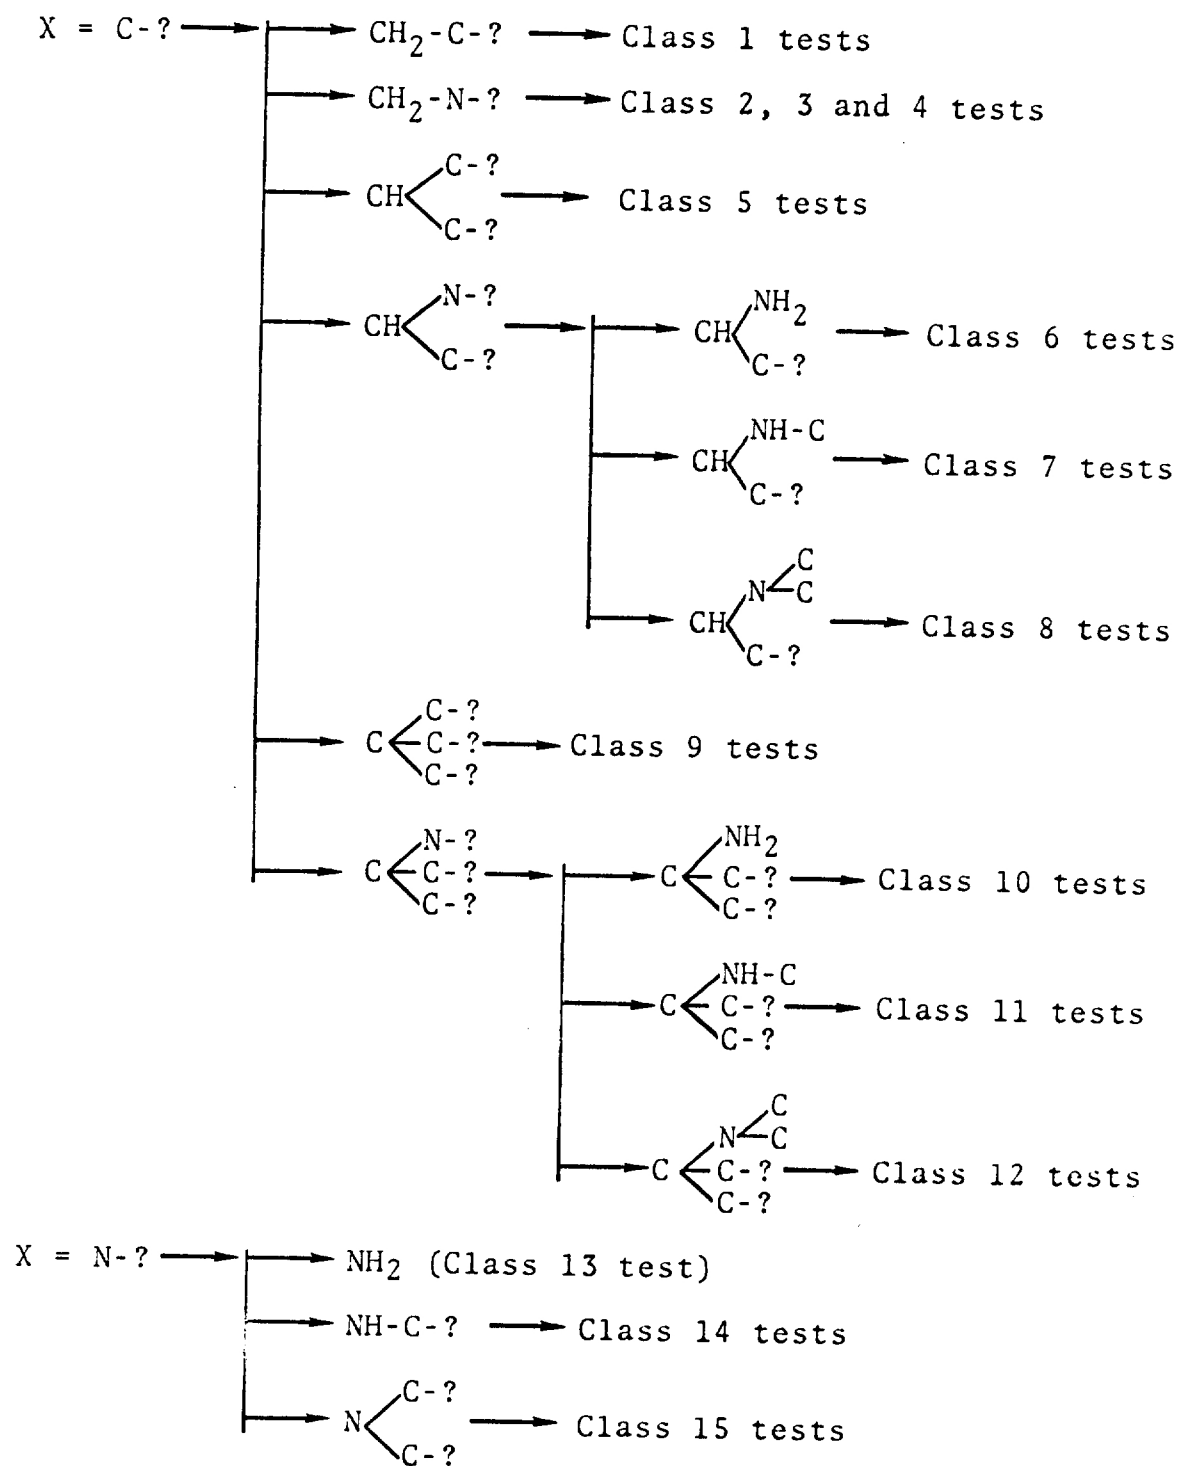 X = C-?
CH2-C-? Class 1 tests
CH2-N-? Class 2, 3 and 4 tests
C-?
CH Class 5 tests
C-?
N-? NH2
CH CH Class 6 tests
C-? C-?
NH-C
CH Class 7 tests
C-?
C
N C
CH Class 8 tests
C-?
C-?
C C-? Class 9 tests
C-?
N-? NH2
C C-? C C-? Class 10 tests
C-? C-?
NH-C
C C-? Class 11 tests
C-?
C
N C
C C-? Class 12 tests
C-?
X = N-? NH2 (Class 13 test)
NH-C-? Class 14 tests
C-?
N Class 15 tests
C-?